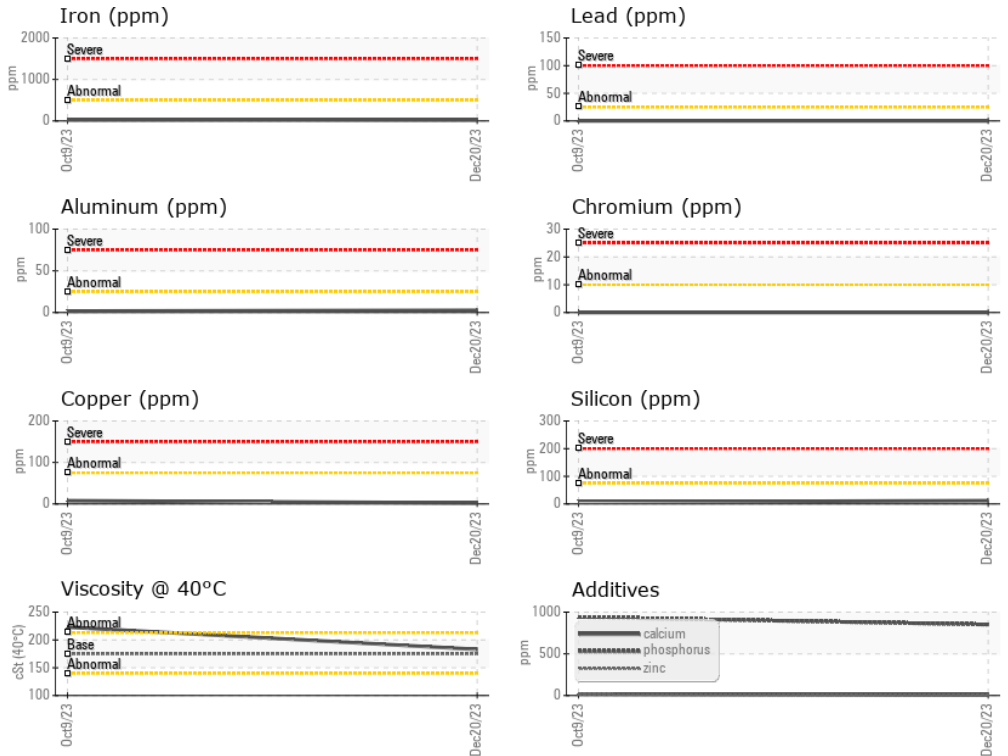 Iron (ppm)
2000
1000
0
ppm
Severe
Abnormal
Oct9/23
Dec20/23
Lead (ppm)
150
100
50
0
ppm
Severe
Abnormal
Oct9/23
Dec20/23
Aluminum (ppm)
100
50
0
ppm
Severe
Abnormal
Oct9/23
Dec20/23
Chromium (ppm)
30
20
10
0
ppm
Severe
Abnormal
Oct9/23
Dec20/23
Copper (ppm)
200
100
0
ppm
Severe
Abnormal
Oct9/23
Dec20/23
Silicon (ppm)
300
200
100
0
ppm
Severe
Abnormal
Oct9/23
Dec20/23
Viscosity @ 40°C
250
200
150
100
cSt (40°C)
Abnormal
Base
Abnormal
Oct9/23
Dec20/23
Additives
1000
500
0
ppm
calcium
phosphorus
zinc
Oct9/23
Dec20/23